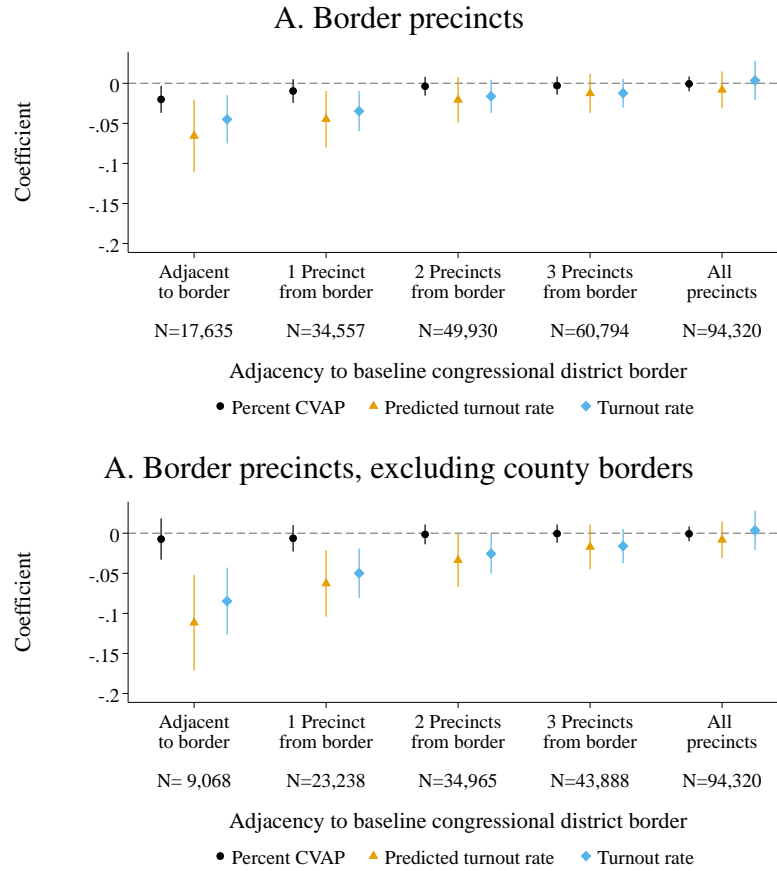 A. Border precincts
Coefficient
0
-.05
-.1
-.15
-.2
Adjacent to border
1 Precinct from border
2 Precincts from border
3 Precincts from border
All precincts
N=17,635
N=34,557
N=49,930
N=60,794
N=94,320
Adjacency to baseline congressional district border
Percent CVAP
Predicted turnout rate
Turnout rate
A. Border precincts, excluding county borders
Coefficient
0
-.05
-.1
-.15
-.2
Adjacent to border
1 Precinct from border
2 Precincts from border
3 Precincts from border
All precincts
N= 9,068
N=23,238
N=34,965
N=43,888
N=94,320
Adjacency to baseline congressional district border
Percent CVAP
Predicted turnout rate
Turnout rate